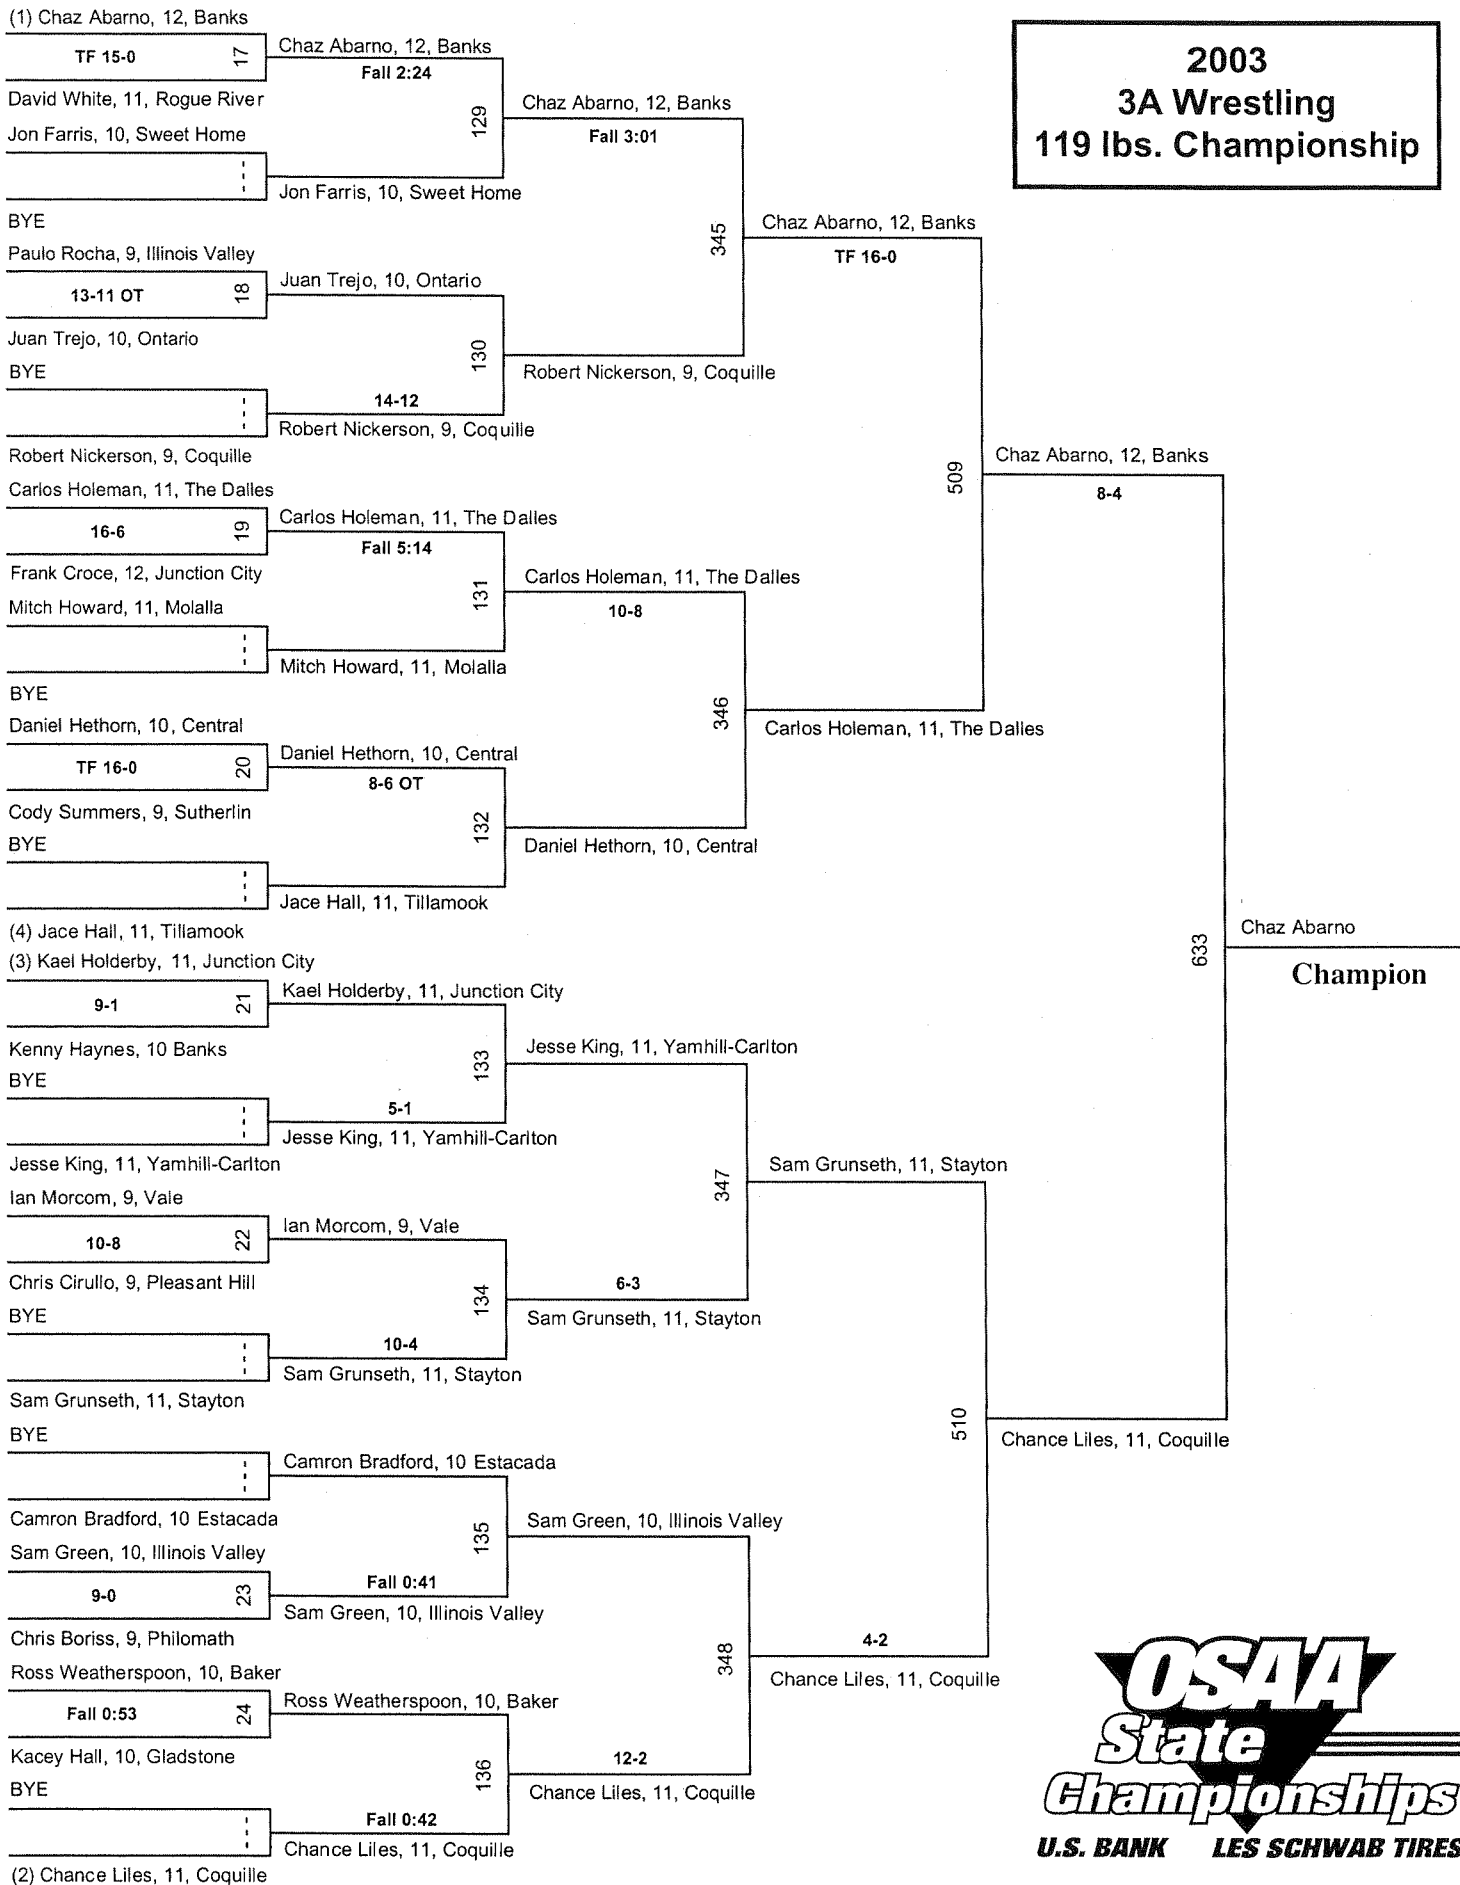 2003
3A Wrestling
119 lbs. Championship
(1) Chaz Abarno, 12, Banks
TF 15-0
17
David White, 11, Rogue River
Jon Farris, 10, Sweet Home
BYE
Paulo Rocha, 9, Illinois Valley
13-11 OT
18
Juan Trejo, 10, Ontario
BYE
Robert Nickerson, 9, Coquille
Carlos Holeman, 11, The Dalles
16-6
19
Frank Croce, 12, Junction City
Mitch Howard, 11, Molalla
BYE
Daniel Hethorn, 10, Central
TF 16-0
20
Cody Summers, 9, Sutherlin
BYE
(4) Jace Hall, 11, Tillamook
(3) Kael Holderby, 11, Junction City
9-1
21
Kenny Haynes, 10 Banks
BYE
Jesse King, 11, Yamhill-Carlton
Ian Morcom, 9, Vale
10-8
22
Chris Cirullo, 9, Pleasant Hill
BYE
Sam Grunseth, 11, Stayton
BYE
Camron Bradford, 10 Estacada
Sam Green, 10, Illinois Valley
9-0
23
Chris Boriss, 9, Philomath
Ross Weatherspoon, 10, Baker
Fall 0:53
24
Kacey Hall, 10, Gladstone
BYE
(2) Chance Liles, 11, Coquille
Chaz Abarno, 12, Banks
Fall 2:24
129
Jon Farris, 10, Sweet Home
Juan Trejo, 10, Ontario
130
14-12
Robert Nickerson, 9, Coquille
Carlos Holeman, 11, The Dalles
Fall 5:14
131
Mitch Howard, 11, Molalla
Daniel Hethorn, 10, Central
8-6 OT
132
Jace Hall, 11, Tillamook
Kael Holderby, 11, Junction City
133
5-1
Jesse King, 11, Yamhill-Carlton
Ian Morcom, 9, Vale
134
10-4
Sam Grunseth, 11, Stayton
Camron Bradford, 10 Estacada
135
Fall 0:41
Sam Green, 10, Illinois Valley
Ross Weatherspoon, 10, Baker
136
Fall 0:42
Chance Liles, 11, Coquille
Chaz Abarno, 12, Banks
Fall 3:01
345
Robert Nickerson, 9, Coquille
Carlos Holeman, 11, The Dalles
10-8
346
Daniel Hethorn, 10, Central
Jesse King, 11, Yamhill-Carlton
347
6-3
Sam Grunseth, 11, Stayton
Sam Green, 10, Illinois Valley
348
12-2
Chance Liles, 11, Coquille
Chaz Abarno, 12, Banks
TF 16-0
509
Carlos Holeman, 11, The Dalles
Sam Grunseth, 11, Stayton
510
4-2
Chance Liles, 11, Coquille
Chaz Abarno, 12, Banks
8-4
633
Chance Liles, 11, Coquille
Chaz Abarno
Champion
OSAA
State
Championships
U.S. BANK LES SCHWAB TIRES